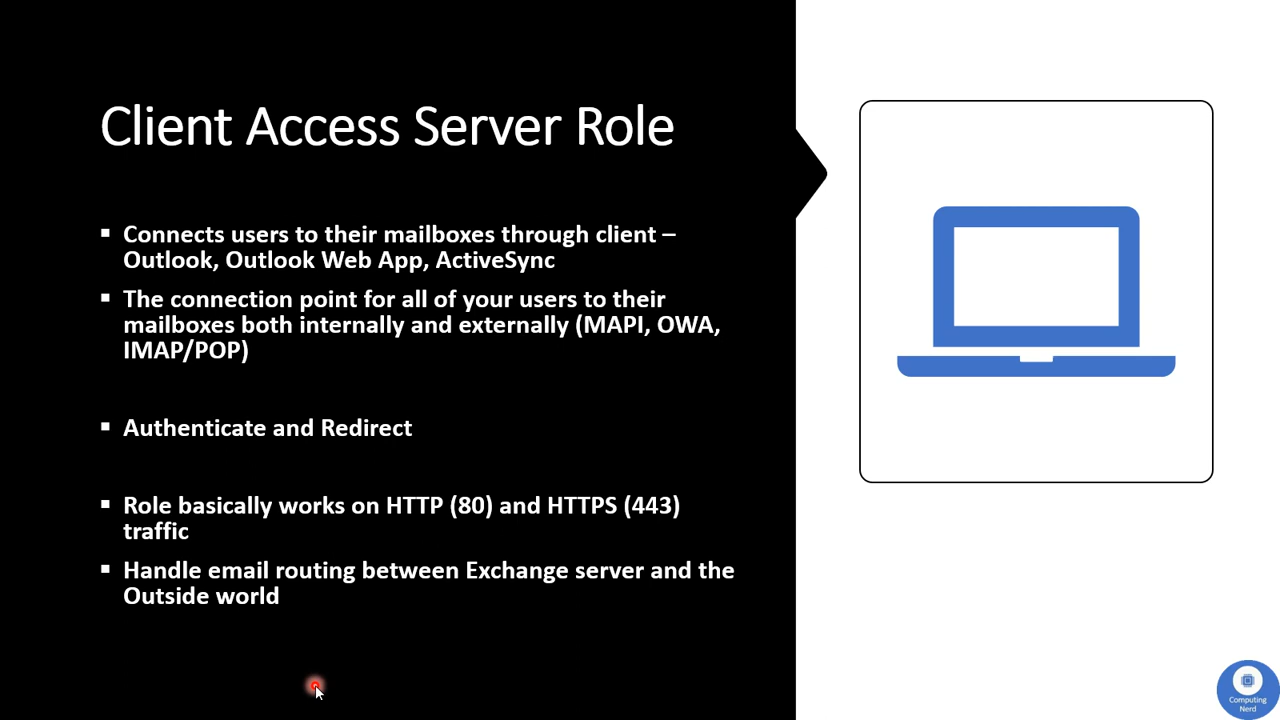 Client Access Server Role
▪ Connects users to their mailboxes through client –
Outlook, Outlook Web App, ActiveSync
▪ The connection point for all of your users to their
mailboxes both internally and externally (MAPI, OWA,
IMAP/POP)
▪ Authenticate and Redirect
▪ Role basically works on HTTP (80) and HTTPS (443)
traffic
▪ Handle email routing between Exchange server and the
Outside world
Computing
Nerd